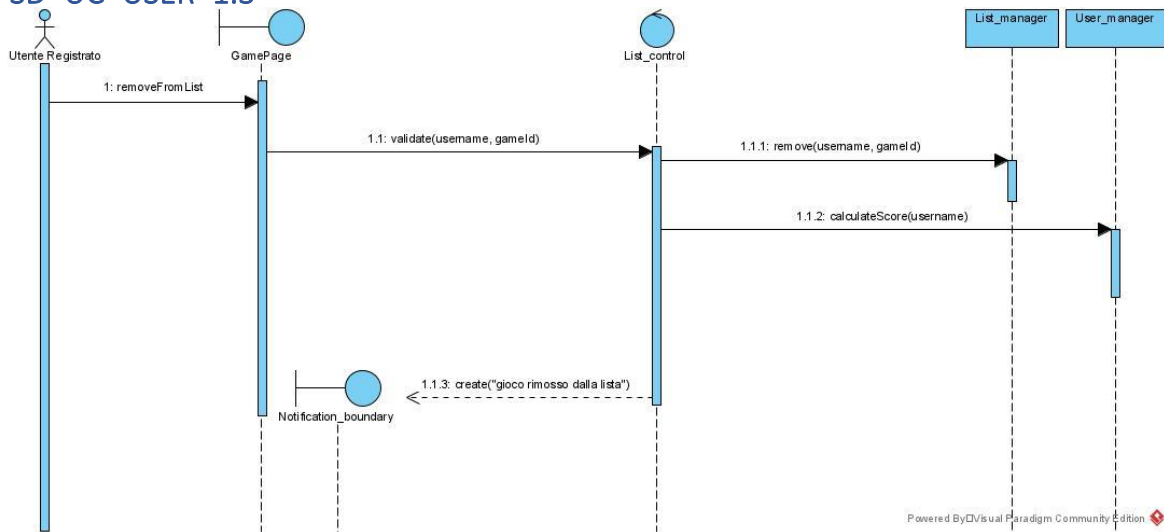 SD_UC_USER_1.3
Utente Registrato
GamePage
List_control
List_manager
User_manager
1: removeFromList
1.1: validate(username, gameId)
1.1.1: remove(username, gameId)
1.1.2: calculateScore(username)
1.1.3: create("gioco rimosso dalla lista")
Notification_boundary
Powered By Visual Paradigm Community Edition